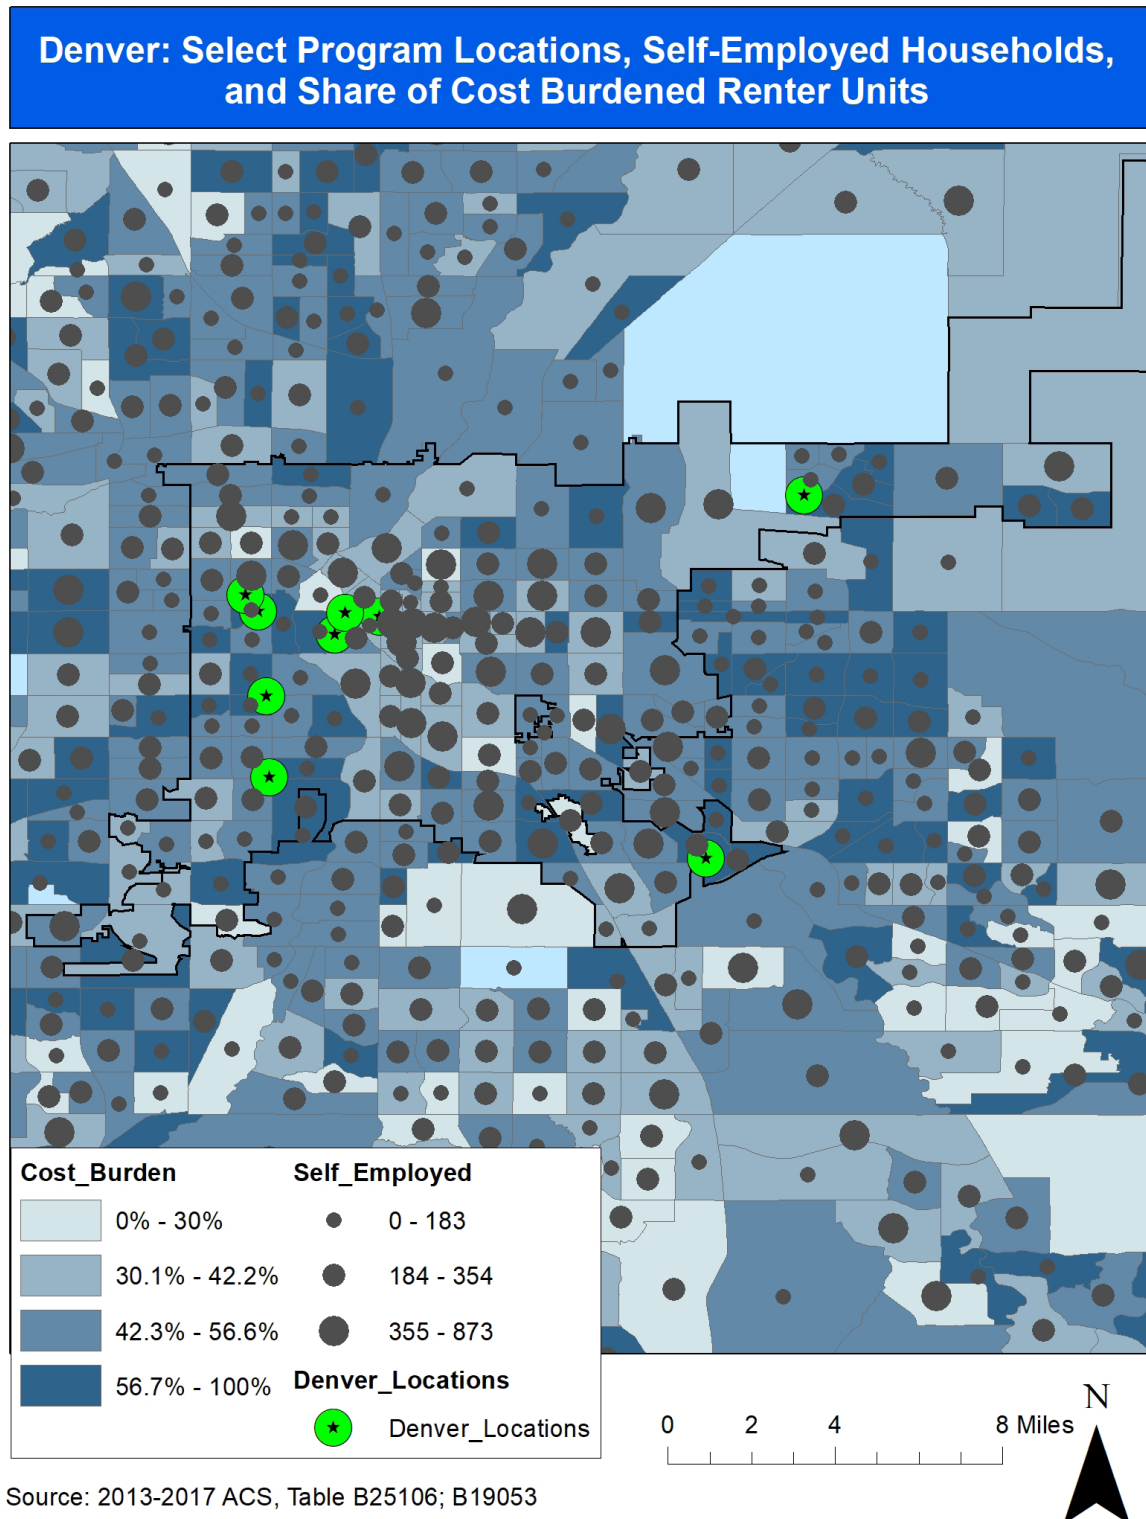 Denver: Select Program Locations, Self-Employed Households,
and Share of Cost Burdened Renter Units
Cost_Burden
0% - 30%
30.1% - 42.2%
42.3% - 56.6%
56.7% - 100%
Self_Employed
0 - 183
184 - 354
355 - 873
Denver_Locations
Denver_Locations
0 2 4 8 Miles
N
Source: 2013-2017 ACS, Table B25106; B19053